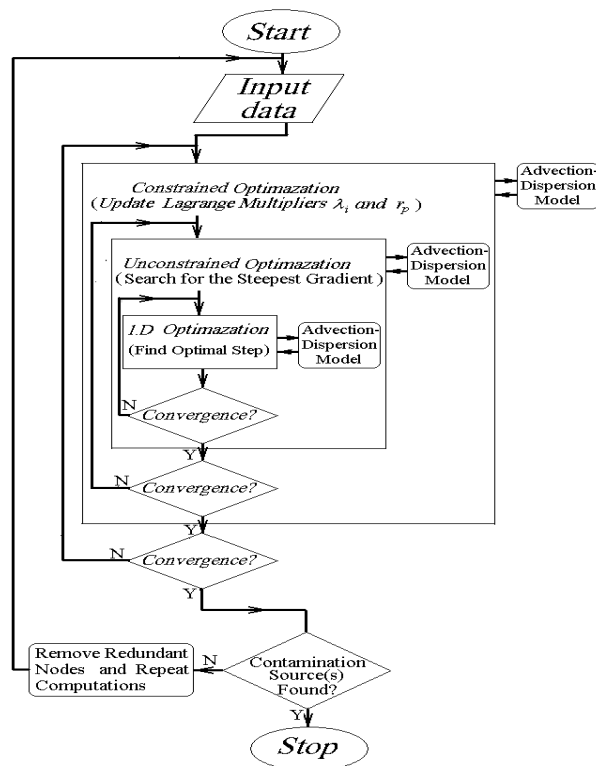 Start
Input
data
Constrained Optimazation
(Update Lagrange Multipliers λi and rp)
Advection-
Dispersion
Model
Unconstrained Optimazation
(Search for the Steepest Gradient)
Advection-
Dispersion
Model
1.D Optimazation
(Find Optimal Step)
Advection-
Dispersion
Model
N
Convergence?
Y
N
Convergence?
Y
N
Convergence?
Y
Remove Redundant
Nodes and Repeat
Computations
N
Contamination
Source(s)
Found?
Y
Stop